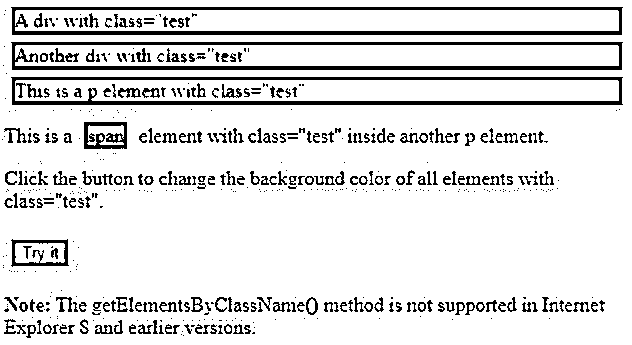 A div with class="test"
Another div with class="test"
This is a p element with class="test"
This is a span element with class="test" inside another p element.
Click the button to change the background color of all elements with
class="test".
Try it
Note: The getElementsByClassName() method is not supported in Internet
Explorer 8 and earlier versions.